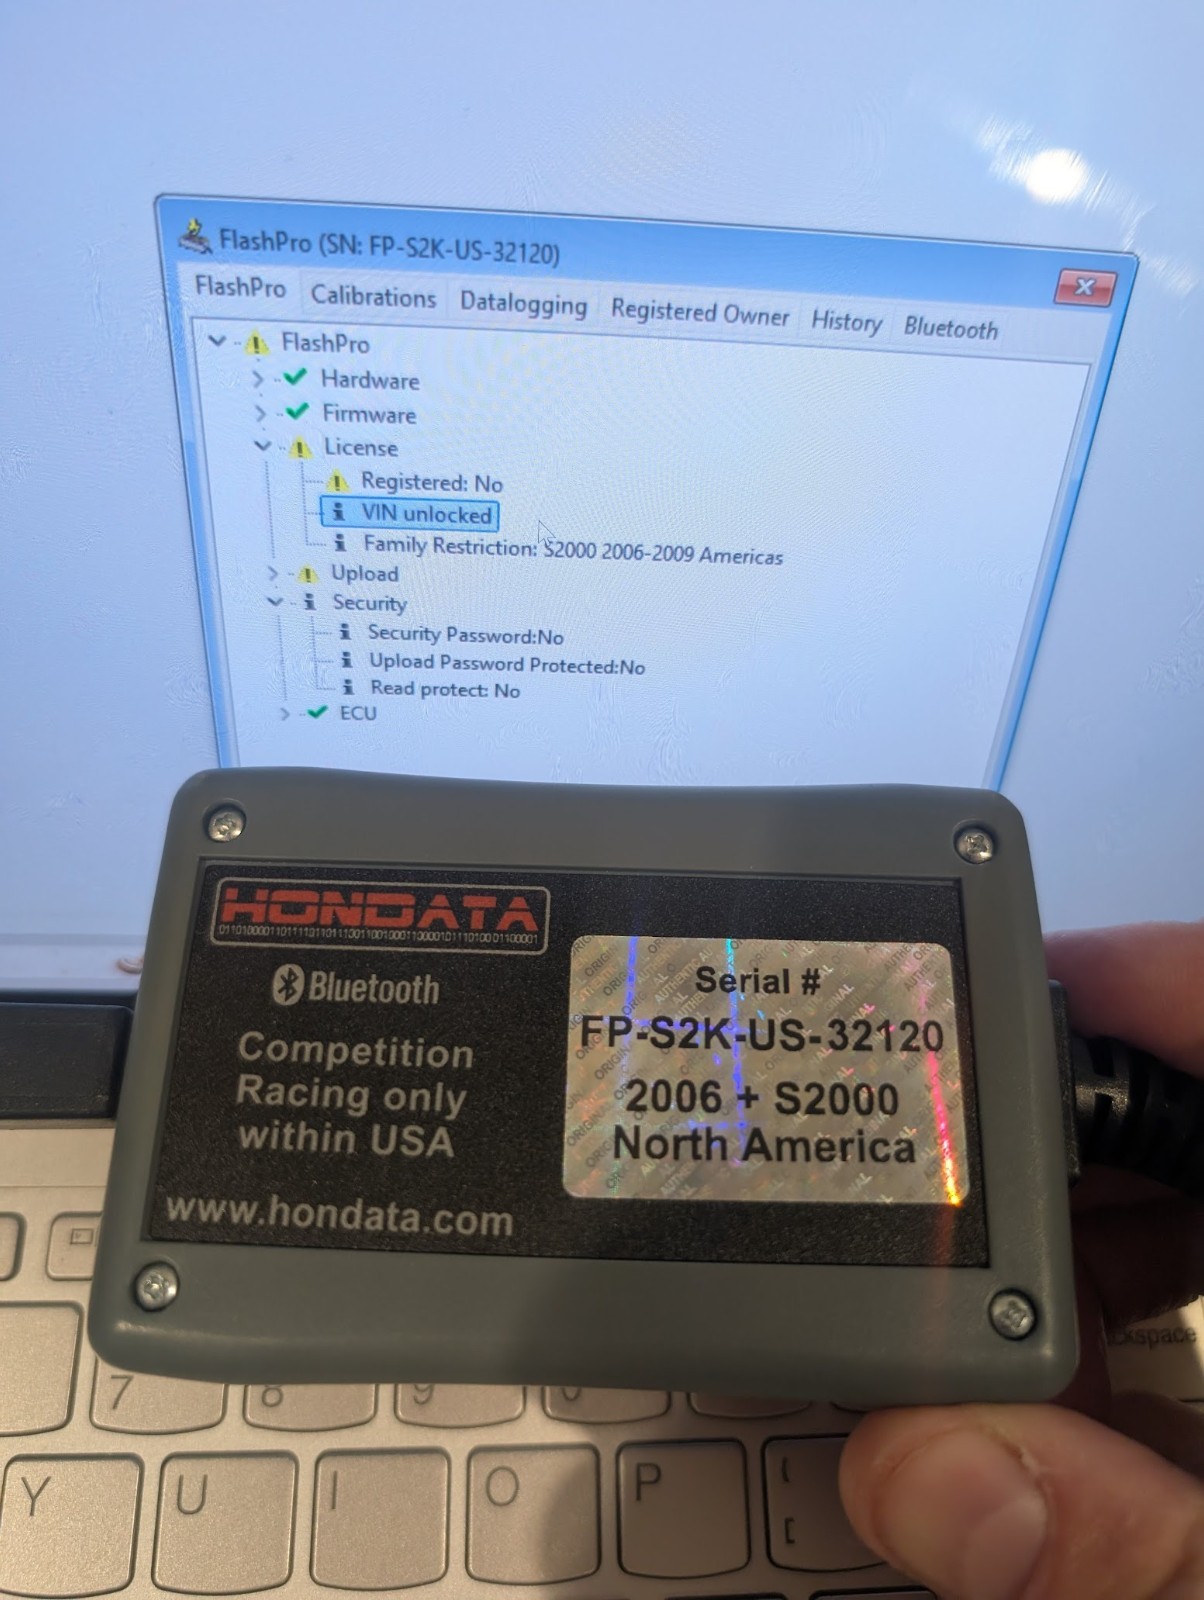 FlashPro (SN: FP-S2K-US-32120)
FlashPro Calibrations Datalogging Registered Owner History Bluetooth
FlashPro
Hardware
Firmware
License
Registered: No
VIN unlocked
Family Restriction: S2000 2006-2009 Americas
Upload
Security
Security Password:No
Upload Password Protected:No
Read protect: No
ECU
HONDATA
Bluetooth
Competition
Racing only
within USA
www.hondata.com
Serial #
FP-S2K-US-32120
2006 + S2000
North America
7 8 9
Y U I O P